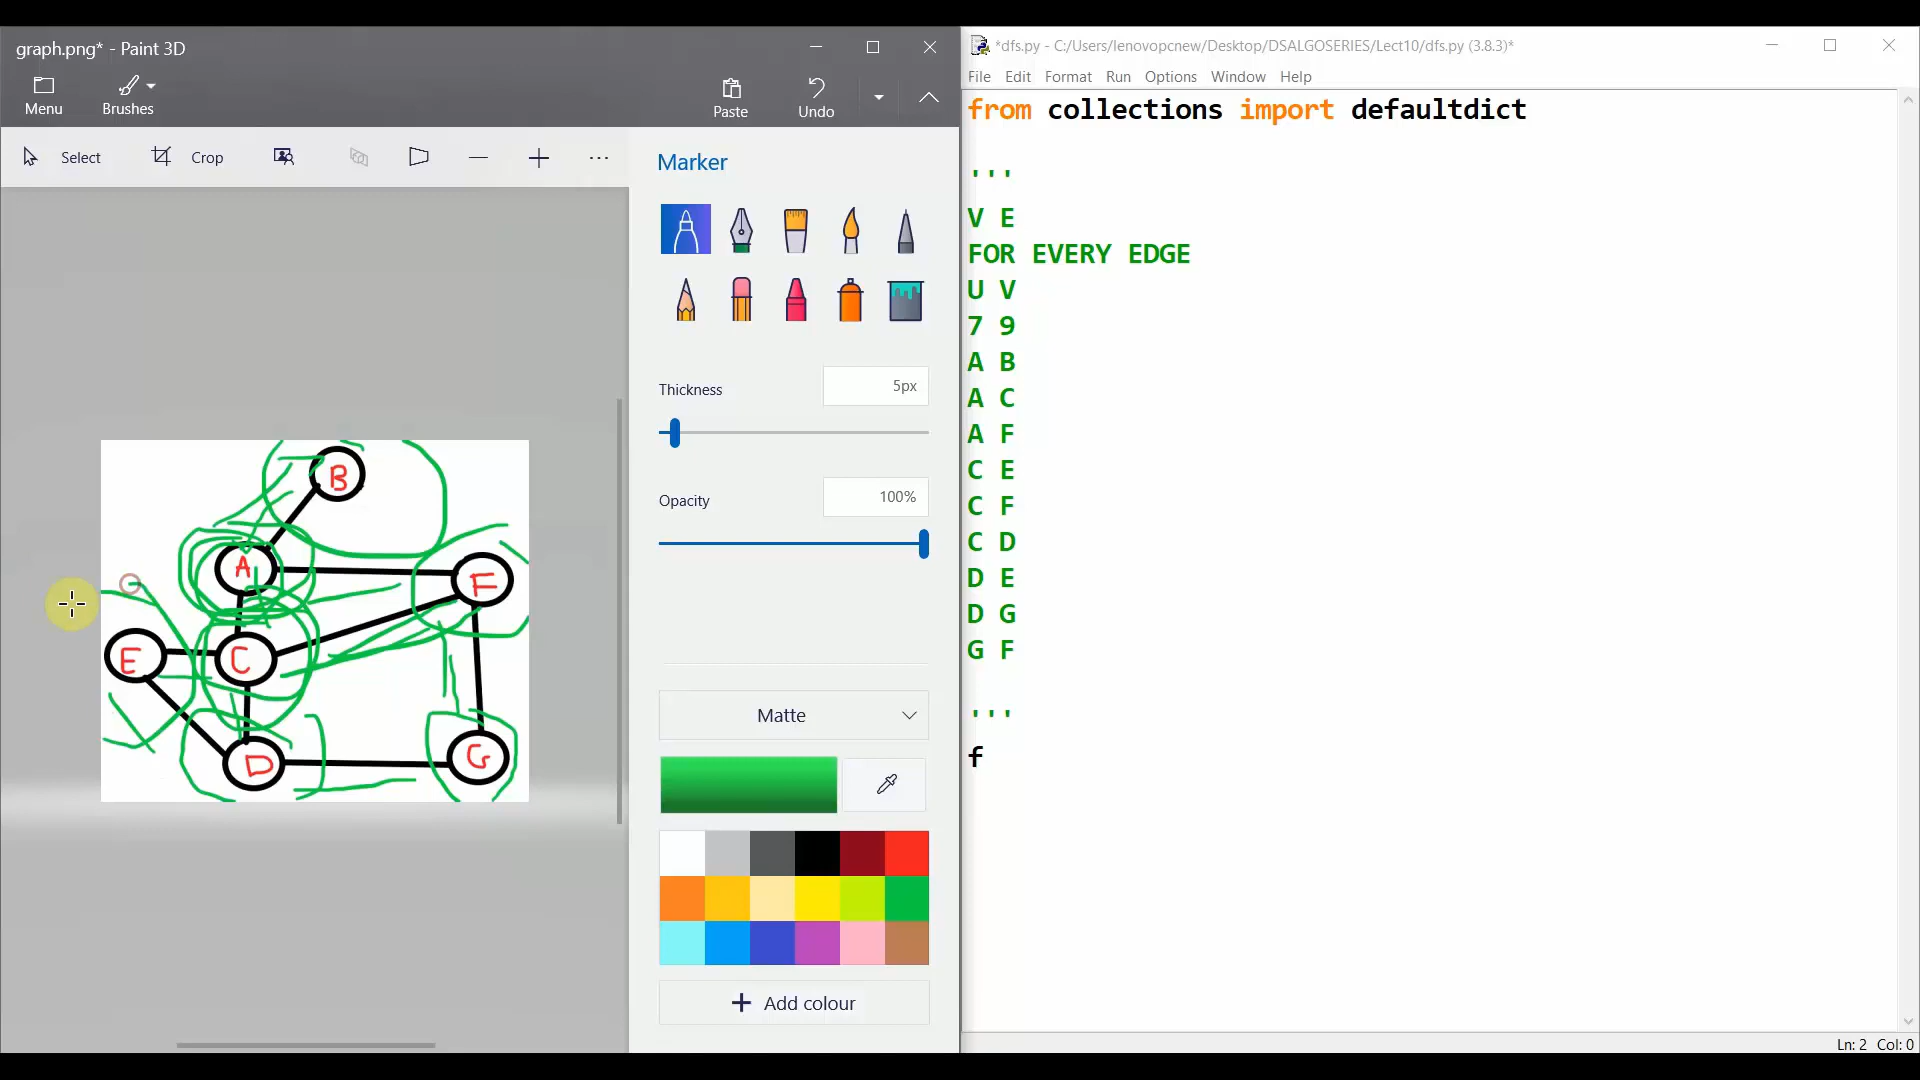 graph.png* - Paint 3D
Menu
Brushes
Paste
Undo
Select
Crop
Marker
Thickness
5px
Opacity
100%
Matte
Add colour
B
A
F
E
C
D
G
*dfs.py - C:/Users/lenovopcnew/Desktop/DSALGOSERIES/Lect10/dfs.py (3.8.3)*
File Edit Format Run Options Window Help
from collections import defaultdict
'''
V E
FOR EVERY EDGE
U V
7 9
A B
A C
A F
C E
C F
C D
D E
D G
G F
'''
f
Ln: 2 Col: 0